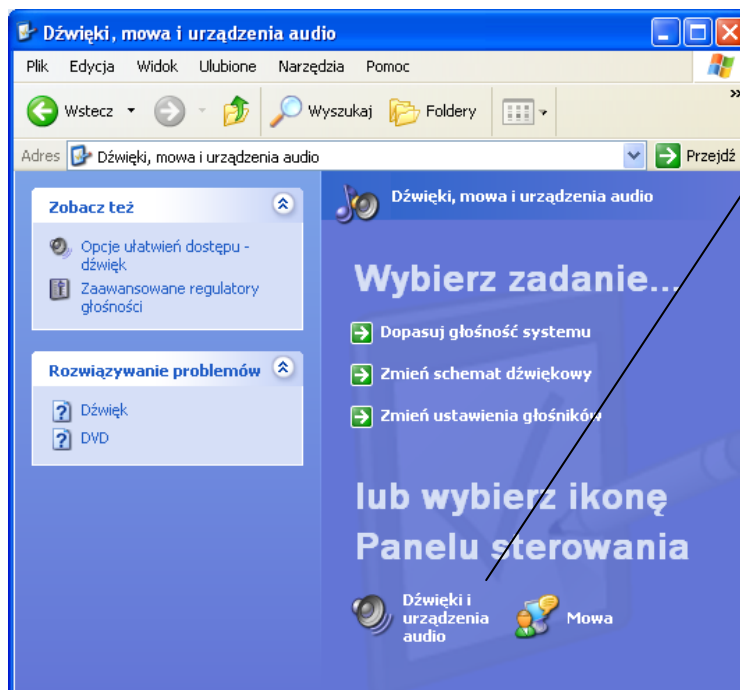 Dźwięki, mowa i urządzenia audio
Plik Edycja Widok Ulubione Narzędzia Pomoc
Wstecz Wyszukaj Foldery »
Adres Dźwięki, mowa i urządzenia audio Przejdź
Zobacz też
Opcje ułatwień dostępu -
dźwięk
Zaawansowane regulatory
głośności
Rozwiązywanie problemów
Dźwięk
DVD
Dźwięki, mowa i urządzenia audio
Wybierz zadanie...
Dopasuj głośność systemu
Zmień schemat dźwiękowy
Zmień ustawienia głośników
lub wybierz ikonę
Panelu sterowania
Dźwięki i
urządzenia
audio
Mowa